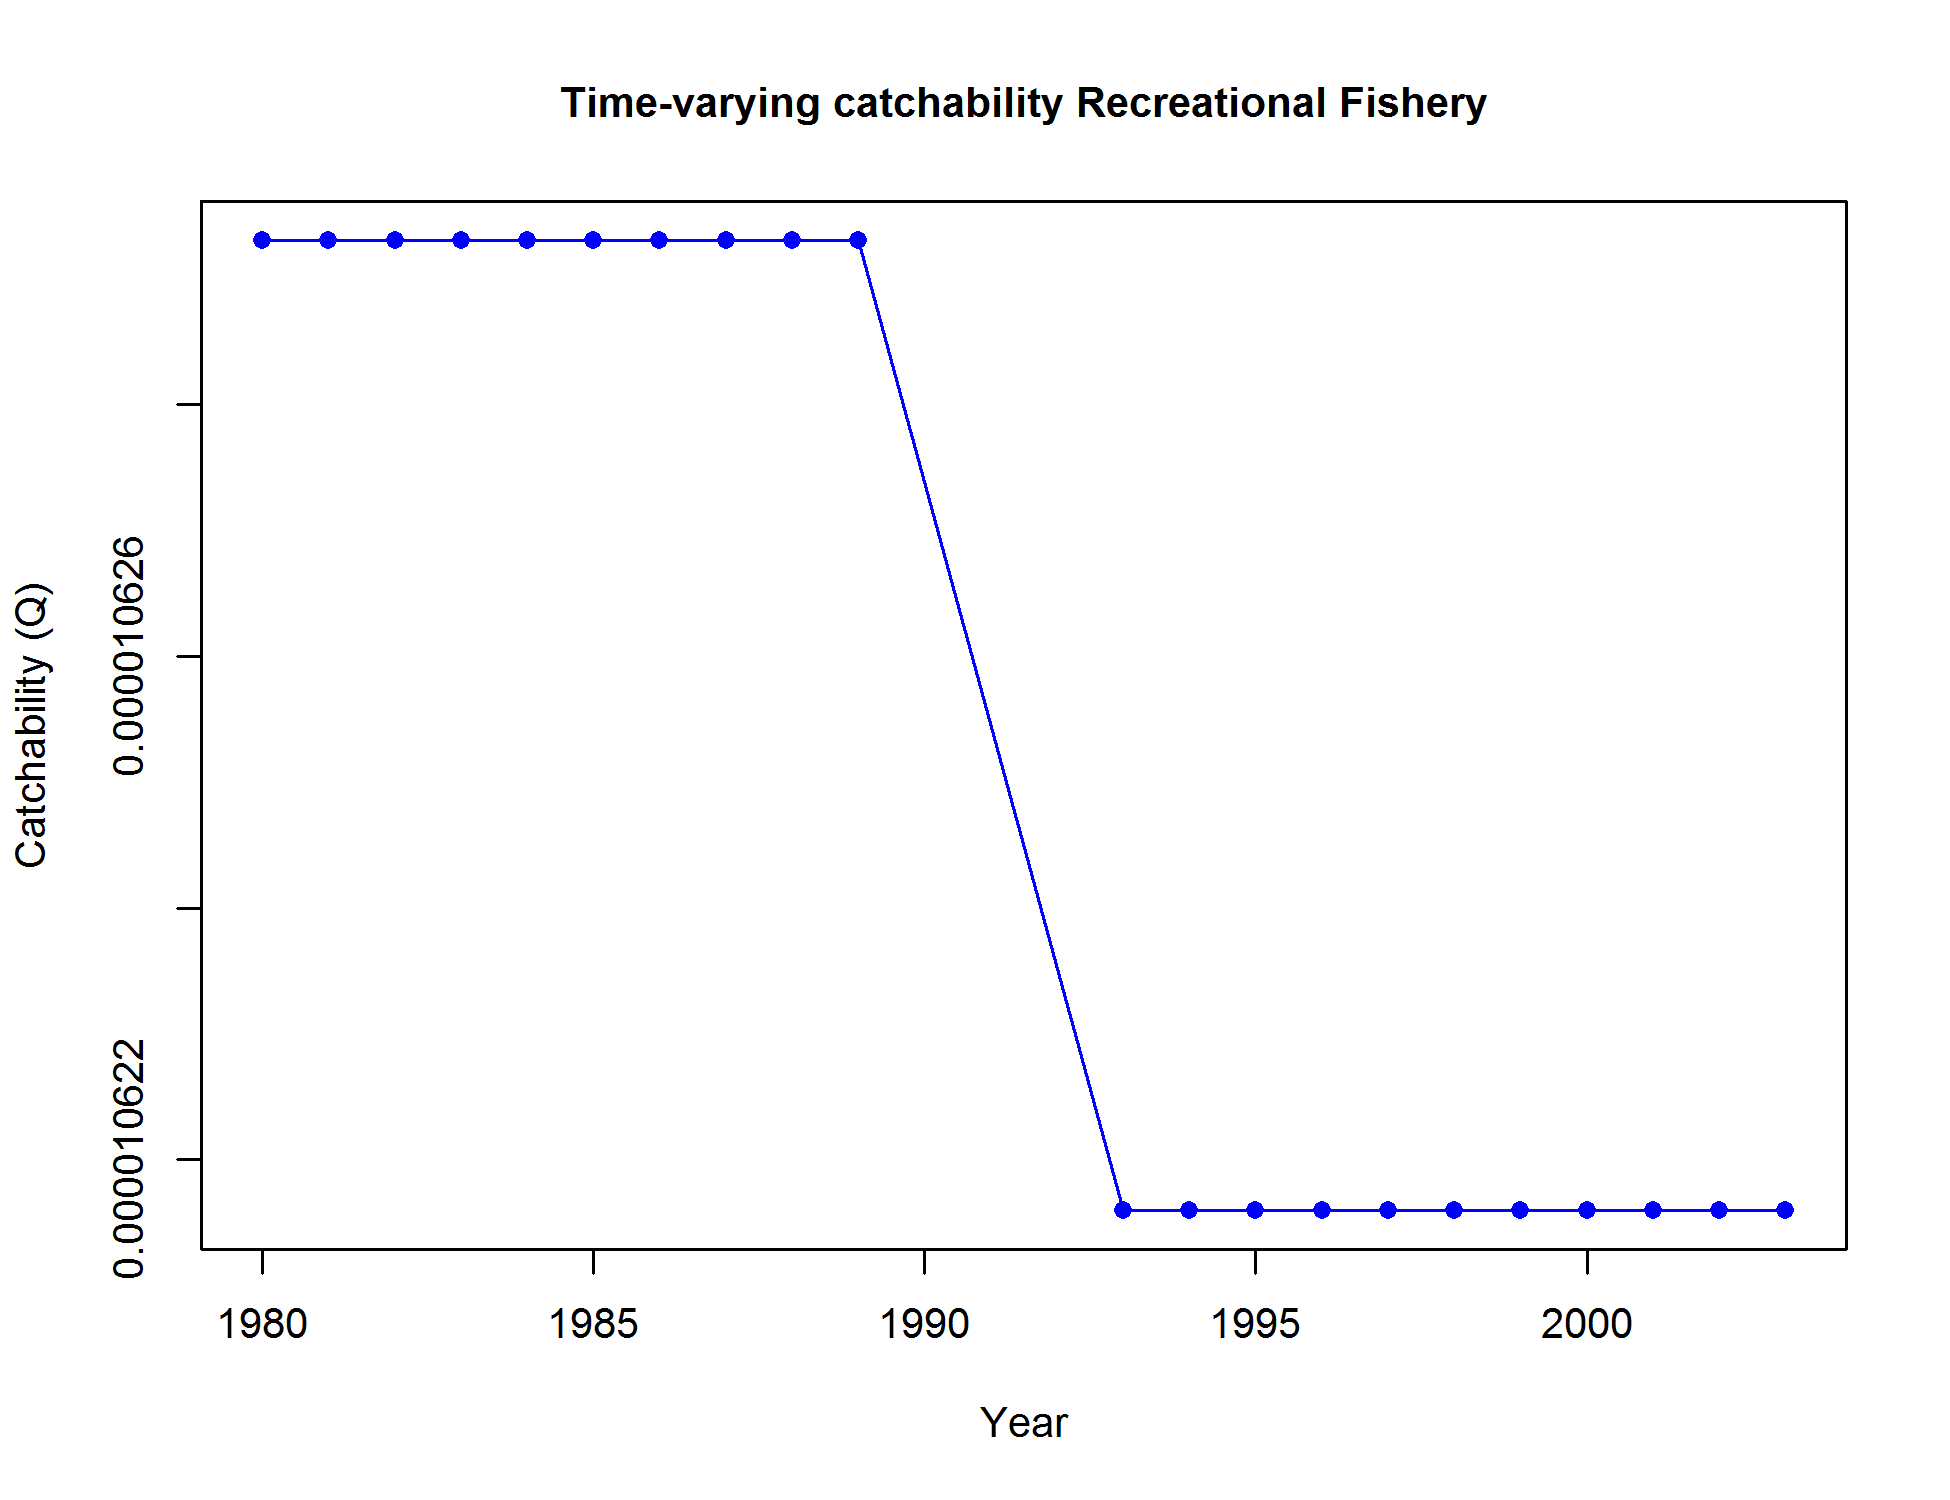 Time-varying catchability Recreational Fishery
Catchability (Q)
0.000010626
0.000010622
1980 1985 1990 1995 2000
Year